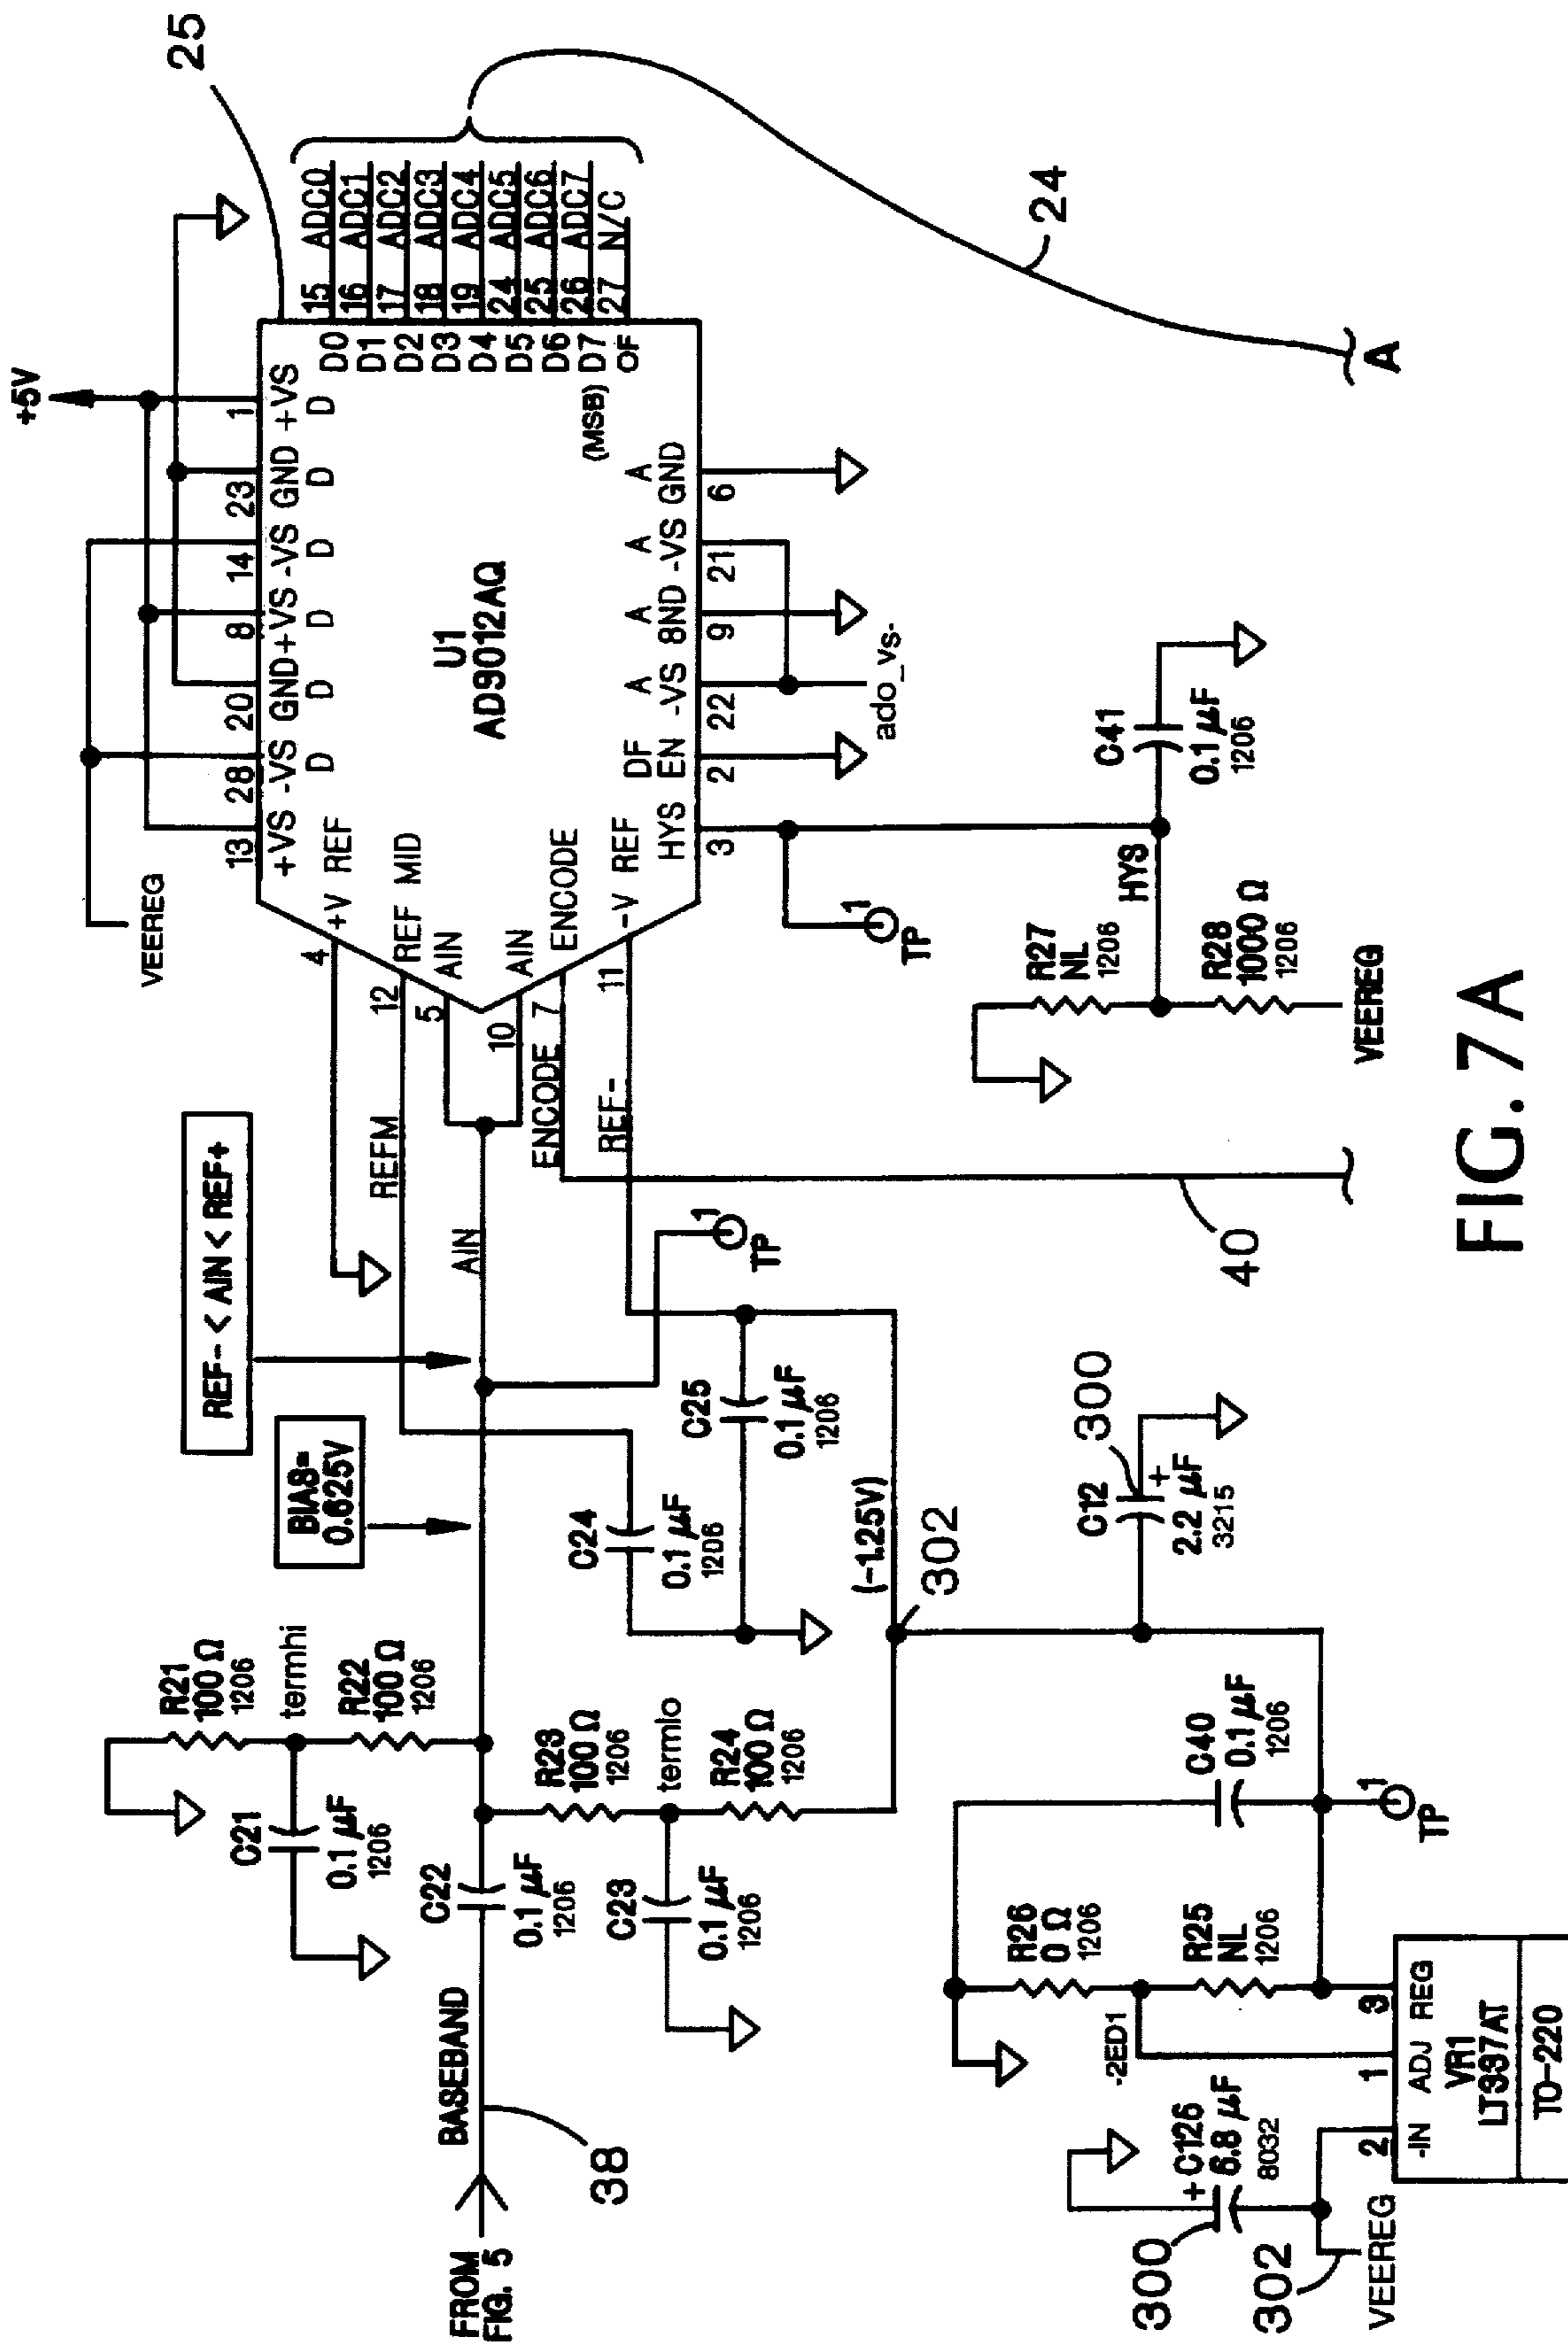 +5V
25
VEEREG
13
28
20
8
14
23
1
+VS
-VS
GND
+VS
-VS
GND
+VS
D
D
D
D
D
D
4
+V REF
12
REF MID
5
AIN
10
AIN
7
ENCODE
11
-V REF
U1
AD9012AQ
(MSB)
D0
15
ADC0
D1
16
ADC1
D2
17
ADC2
D3
18
ADC3
D4
19
ADC4
D5
24
ADC5
D6
25
ADC6
D7
26
ADC7
OF
27
N/C
24
A
HYS
DF
EN
A
-VS
A
8ND
A
-VS
A
GND
3
2
22
9
21
6
ado_vs-
TP
1
HYS
C41
0.1 µF
1206
R27
NL
1206
R28
1000 Ω
1206
VEEREG
REF- < AIN < REF+
BIAS=
0.625V
REFM
AIN
ENCODE
REF-
TP
1
40
R21
100 Ω
1206
termhi
R22
100 Ω
1206
C21
0.1 µF
1206
FROM
FIG. 5
BASEBAND
38
C22
0.1 µF
1206
R23
100 Ω
1206
termlo
R24
100 Ω
1206
C23
0.1 µF
1206
C24
0.1 µF
1206
C25
0.1 µF
1206
(-1.25V)
302
300
C12
+
2.2 µF
3215
C40
0.1 µF
1206
R26
0 Ω
1206
R25
NL
1206
-2ED1
TP
1
+
C126
6.8 µF
8032
300
302
VEEREG
2
1
3
-IN
ADJ
REG
VR1
LT337AT
TO-220
FIG. 7A